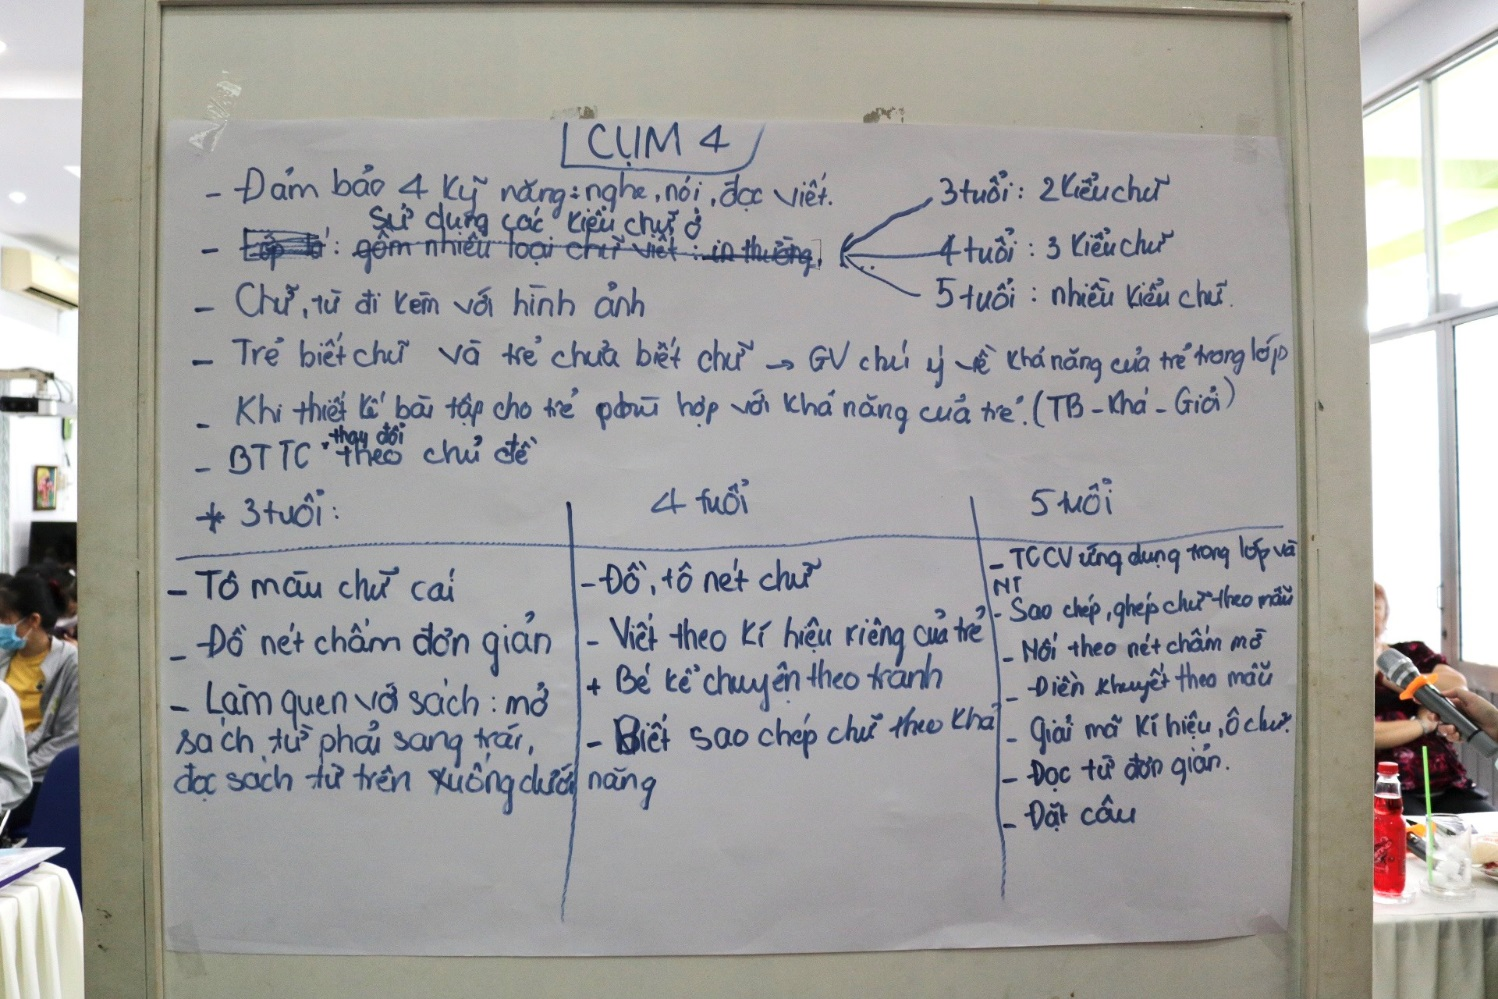 CỤM 4
- Đảm bảo 4 kỹ năng: nghe, nói, đọc viết.
sử dụng các kiểu chữ ở
- Lớp lá: gồm nhiều loại chữ viết: in thường,
3 tuổi: 2 kiểu chữ
4 tuổi: 3 kiểu chữ
5 tuổi: nhiều kiểu chữ.
- Chữ, từ đi kèm với hình ảnh
- Trẻ biết chữ và trẻ chưa biết chữ → GV chú ý về khả năng của trẻ trong lớp
- Khi thiết kế bài tập cho trẻ phù hợp với khả năng của trẻ. (TB - Khá - Giỏi)
thay đổi
- BTTC theo chủ đề
* 3 tuổi:
- Tô màu chữ cái
- Đồ nét chấm đơn giản
- Làm quen với sách: mở
sách từ phải sang trái,
đọc sách từ trên xuống dưới
4 tuổi
- Đồ, tô nét chữ
- Viết theo kí hiệu riêng của trẻ
+ Bé kể chuyện theo tranh
- Biết sao chép chữ theo khả
năng
5 tuổi
- TCCV ứng dụng trong lớp và
NT
- Sao chép, ghép chữ theo mẫu
- Nối theo nét chấm mờ
- Điền khuyết theo mẫu
- Giải mã kí hiệu, ô chữ.
- Đọc từ đơn giản.
- Đặt câu